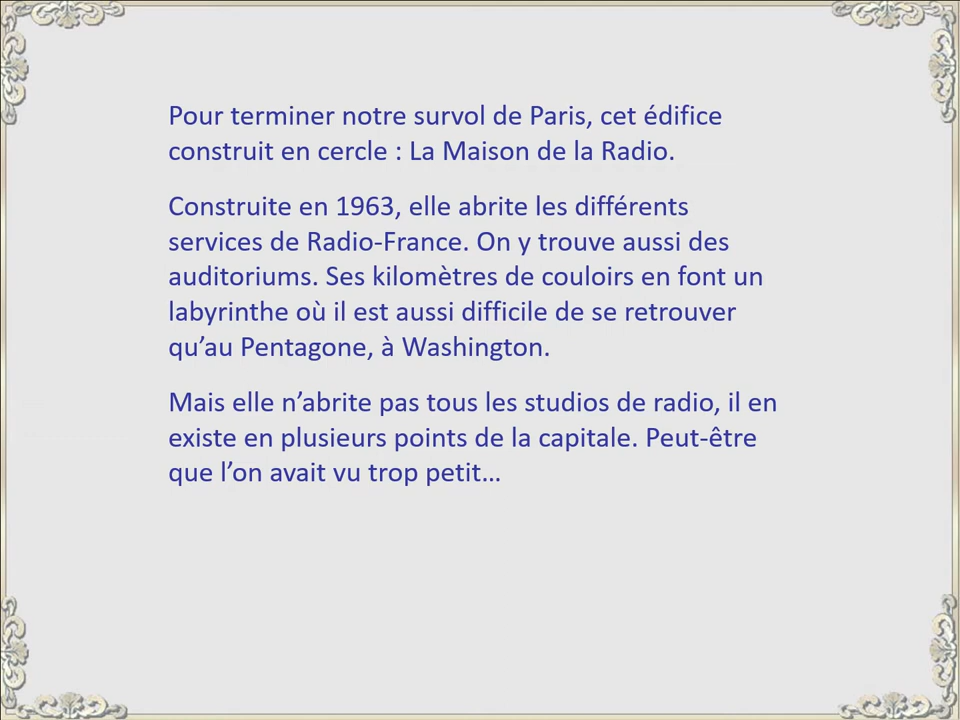 Pour terminer notre survol de Paris, cet édifice
construit en cercle : La Maison de la Radio.
Construite en 1963, elle abrite les différents
services de Radio-France. On y trouve aussi des
auditoriums. Ses kilomètres de couloirs en font un
labyrinthe où il est aussi difficile de se retrouver
qu’au Pentagone, à Washington.
Mais elle n’abrite pas tous les studios de radio, il en
existe en plusieurs points de la capitale. Peut-être
que l’on avait vu trop petit…